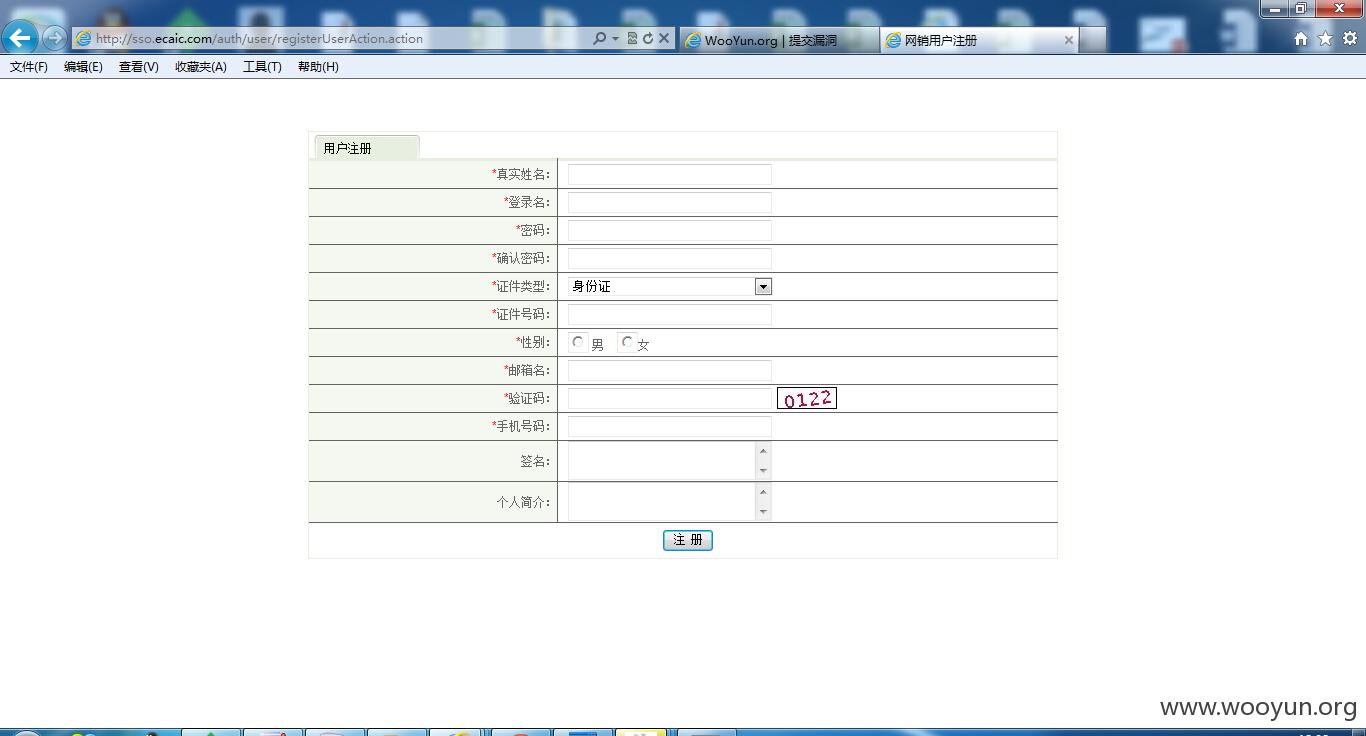 http://sso.ecaic.com/auth/user/registerUserAction.action
WooYun.org | 提交漏洞
网销用户注册
文件(F) 编辑(E) 查看(V) 收藏夹(A) 工具(T) 帮助(H)
用户注册
*真实姓名：
*登录名：
*密码：
*确认密码：
*证件类型： 身份证
*证件号码：
*性别： 男 女
*邮箱名：
*验证码： 0122
*手机号码：
签名：
个人简介：
注 册
www.wooyun.org